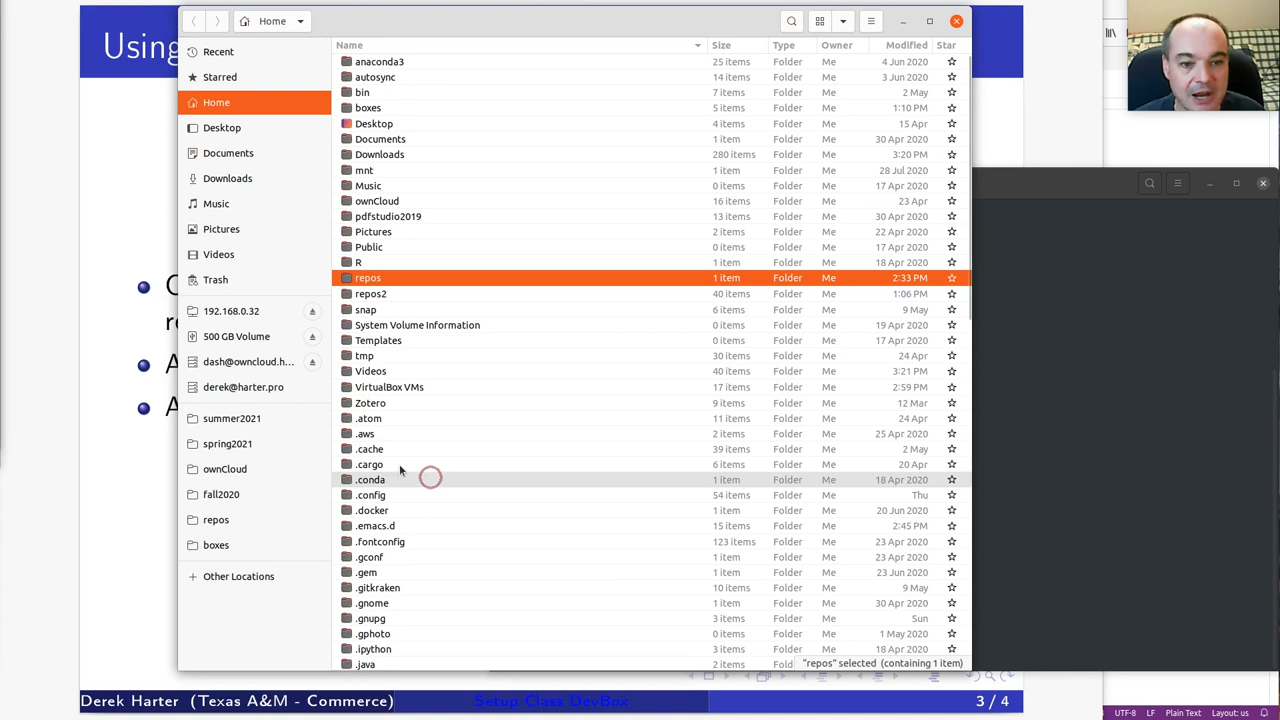 Using
Home
Name Size Type Owner Modified Star
Recent
Starred
Home
Desktop
Documents
Downloads
Music
Pictures
Videos
Trash
192.168.0.32
500 GB Volume
dash@owncloud.h...
derek@harter.pro
summer2021
spring2021
ownCloud
fall2020
repos
boxes
Other Locations
anaconda3 25 items Folder Me 4 Jun 2020
autosync 14 items Folder Me 3 Jun 2020
bin 7 items Folder Me 2 May
boxes 5 items Folder Me 1:10 PM
Desktop 4 items Folder Me 15 Apr
Documents 1 item Folder Me 30 Apr 2020
Downloads 280 items Folder Me 3:20 PM
mnt 1 item Folder Me 28 Jul 2020
Music 0 items Folder Me 17 Apr 2020
ownCloud 16 items Folder Me 23 Apr
pdfstudio2019 13 items Folder Me 30 Apr 2020
Pictures 0 items Folder Me 22 Apr 2020
Public 0 items Folder Me 17 Apr 2020
R 1 item Folder Me 18 Apr 2020
repos 1 item Folder Me 2:33 PM
repos2 40 items Folder Me 1:06 PM
snap 6 items Folder Me 9 May
System Volume Information 0 items Folder Me 19 Apr 2020
Templates 0 items Folder Me 17 Apr 2020
tmp 30 items Folder Me 24 Apr
Videos 40 items Folder Me 3:21 PM
VirtualBox VMs 17 items Folder Me 2:59 PM
Zotero 9 items Folder Me 12 Mar
.atom 11 items Folder Me 24 Apr
.aws 2 items Folder Me 25 Apr 2020
.cache 39 items Folder Me 2 May
.cargo 6 items Folder Me 20 Apr
.conda 1 item Folder Me 18 Apr 2020
.config 54 items Folder Me Thu
.docker 1 item Folder Me 20 Jun 2020
.emacs.d 15 items Folder Me 2:45 PM
.fontconfig 123 items Folder Me 23 Apr 2020
.gconf 1 item Folder Me 23 Apr 2020
.gem 1 item Folder Me 23 Jun 2020
.gitkraken 10 items Folder Me 9 May
.gnome 1 item Folder Me 30 Apr 2020
.gnupg 3 items Folder Me Sun
.gphoto 0 items Folder Me 1 May 2020
.ipython 3 items Folder Me 18 Apr 2020
.java 2 items Fold
"repos" selected (containing 1 item)
Derek Harter (Texas A&M - Commerce) Setup Class DevBox 3 / 4
UTF-8 LF Plain Text Layout: us